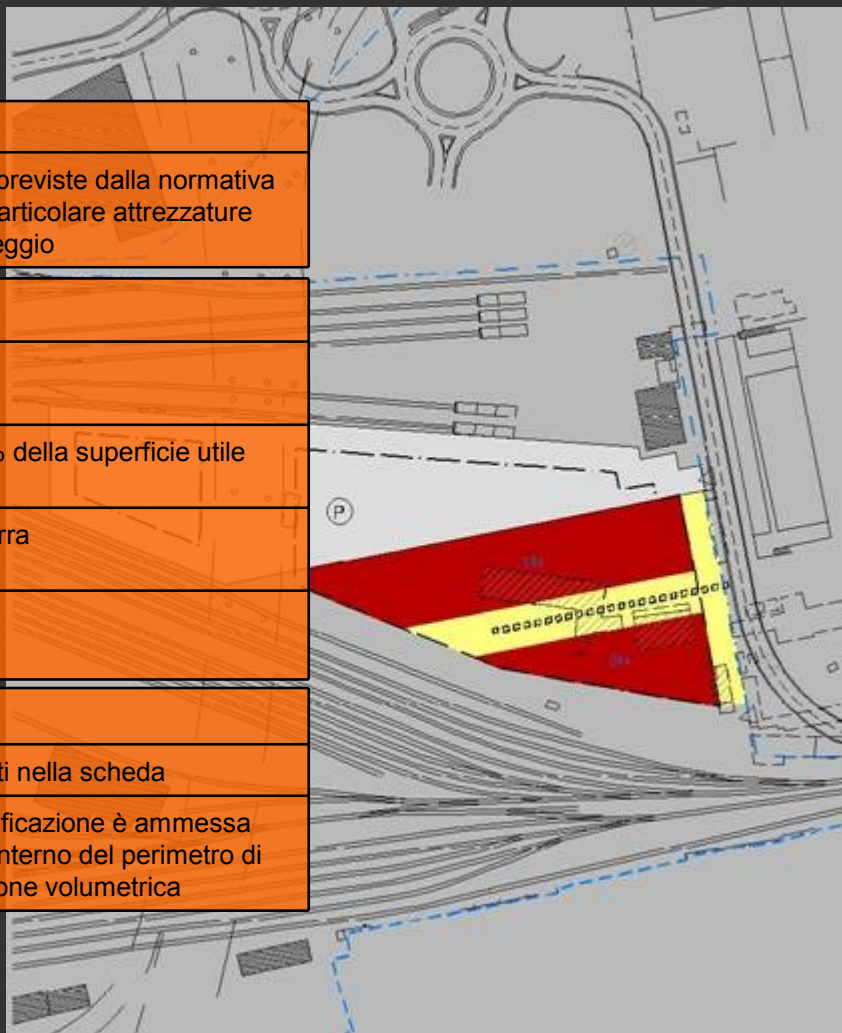 previste dalla normativa
articolare attrezzature
eggio
della superficie utile
rra
ti nella scheda
ficazione è ammessa
nterno del perimetro di
one volumetrica
P